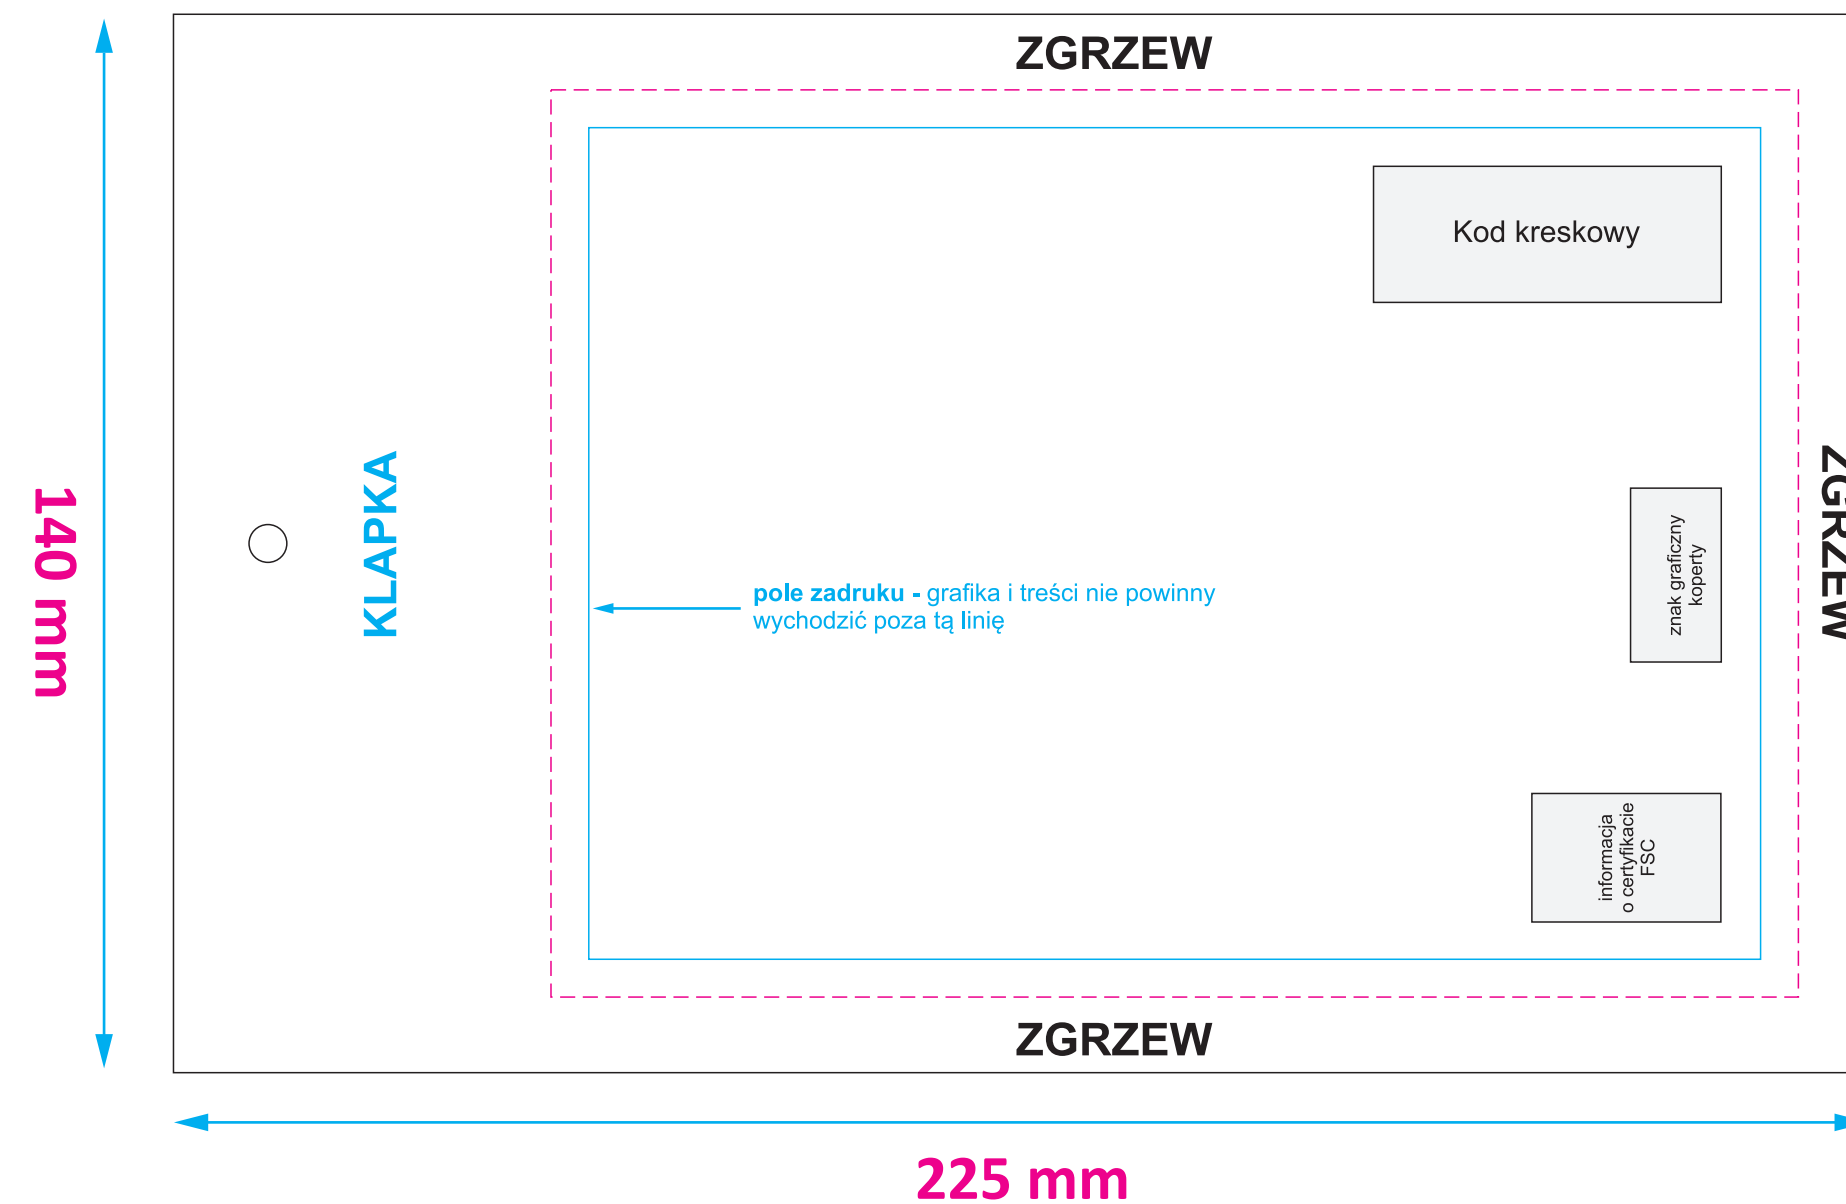 ZGRZEW
Kod kreskowy
140 mm
KLAPKA
ZGRZEW
znak graficzny
koperty
pole zadruku - grafika i treści nie powinny
wychodzić poza tą linię
informacja
o certyfikacie
FSC
ZGRZEW
225 mm